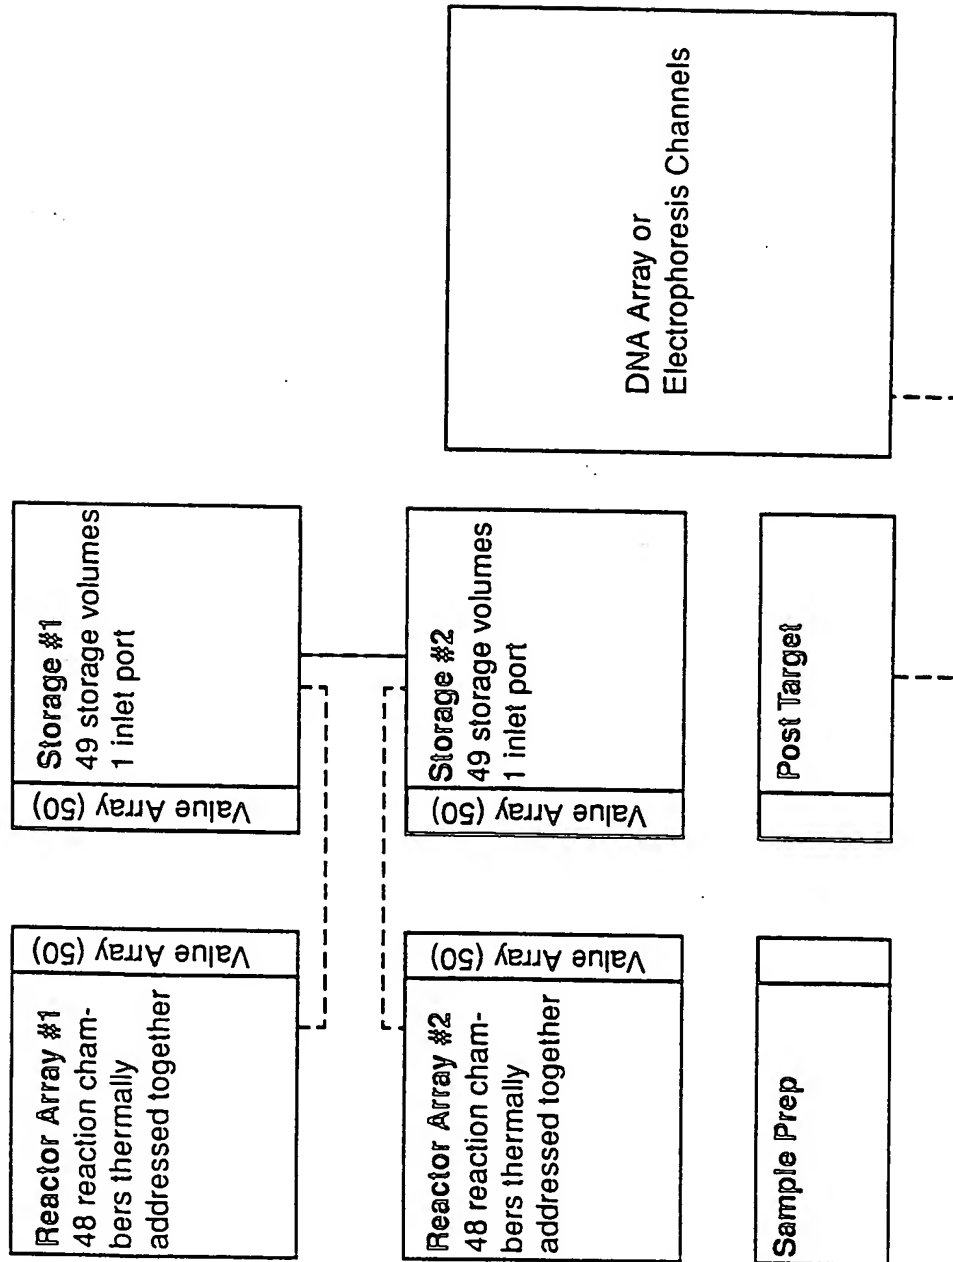 Reactor Array #1
48 reaction cham-
bers thermally
addressed together
Value Array (50)
Value Array (50)
Storage #1
49 storage volumes
1 inlet port
Reactor Array #2
48 reaction cham-
bers thermally
addressed together
Value Array (50)
Value Array (50)
Storage #2
49 storage volumes
1 inlet port
Sample Prep
Post Target
DNA Array or
Electrophoresis Channels